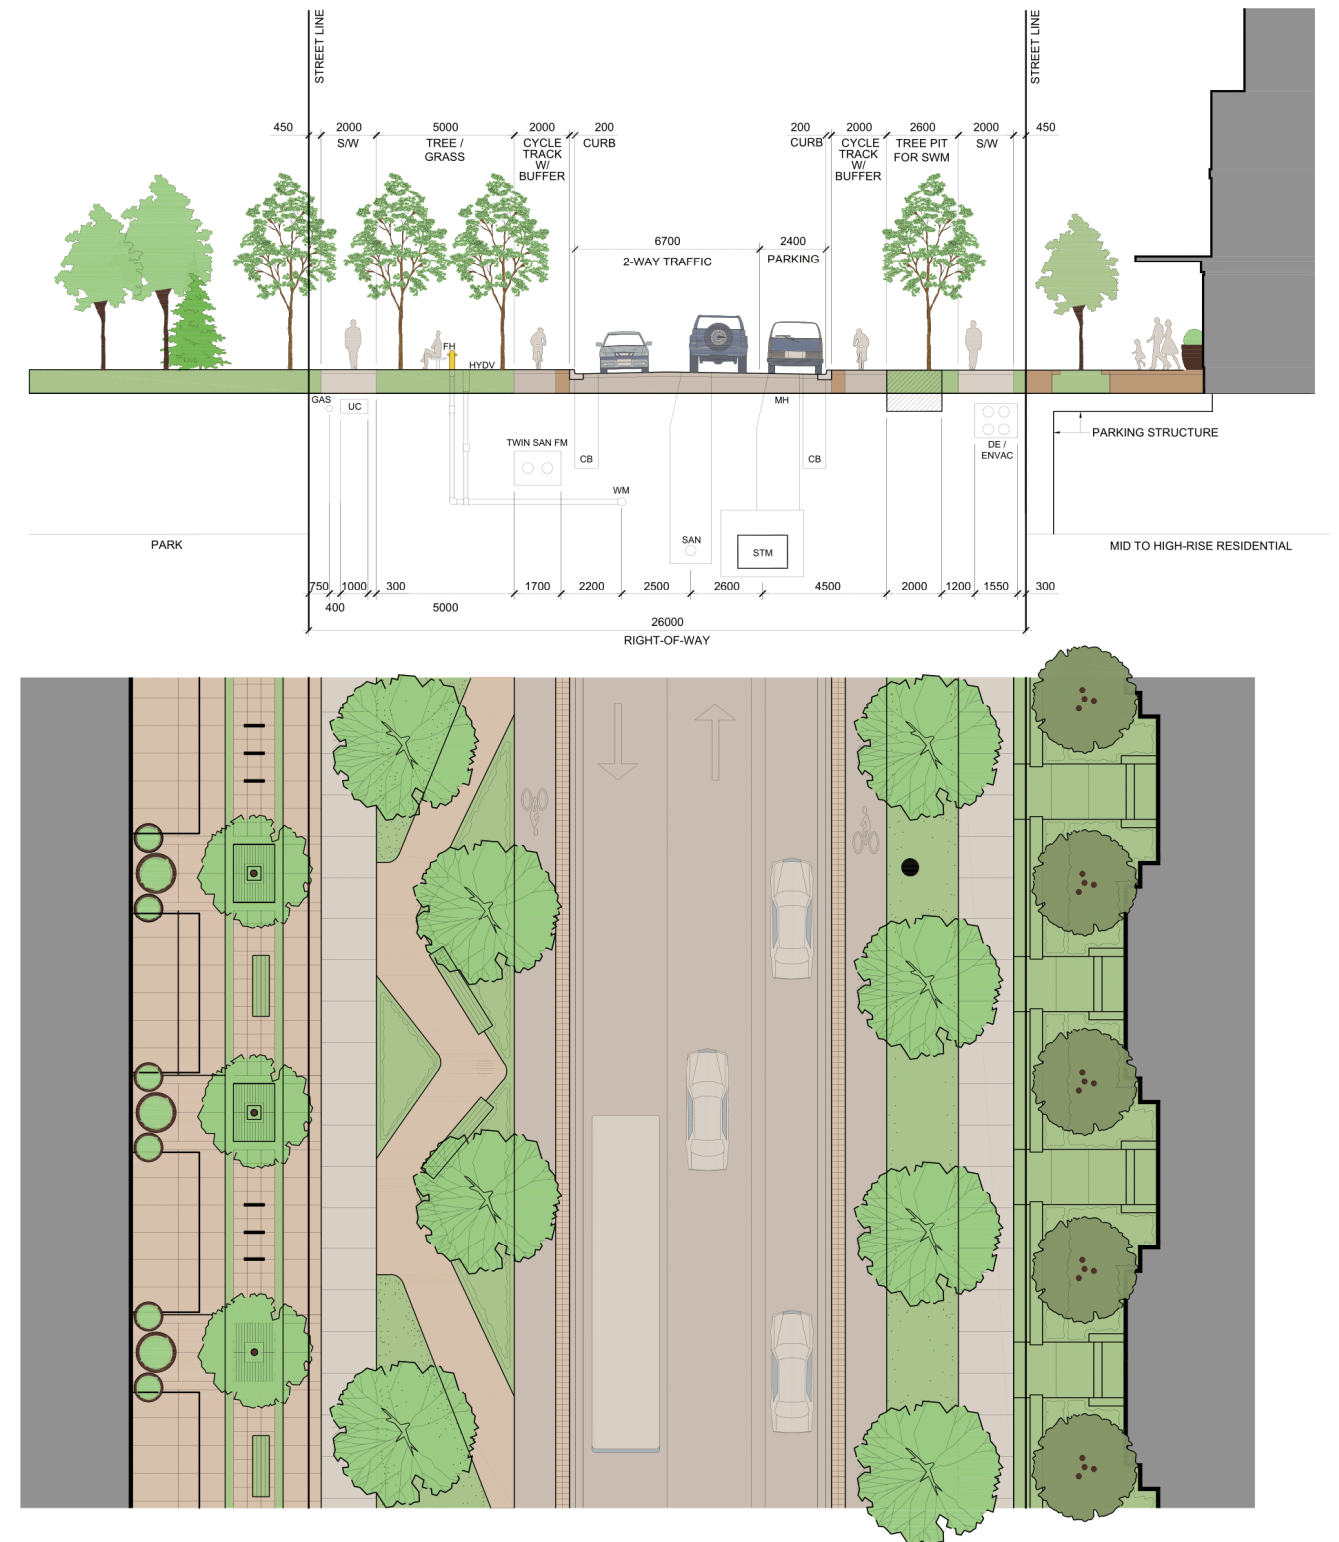 STREET LINE
STREET LINE
450
2000
5000
2000
200
200
2000
2600
2000
450
S/W
TREE /
GRASS
CYCLE
TRACK
W/
BUFFER
CURB
CURB
CYCLE
TRACK
W/
BUFFER
TREE PIT
FOR SWM
S/W
6700
2400
2-WAY TRAFFIC
PARKING
FH
HYDV
GAS
UC
MH
TWIN SAN FM
CB
CB
DE /
ENVAC
PARKING STRUCTURE
WM
SAN
STM
PARK
MID TO HIGH-RISE RESIDENTIAL
750
1000
300
1700
2200
2500
2600
4500
2000
1200
1550
300
400
5000
26000
RIGHT-OF-WAY